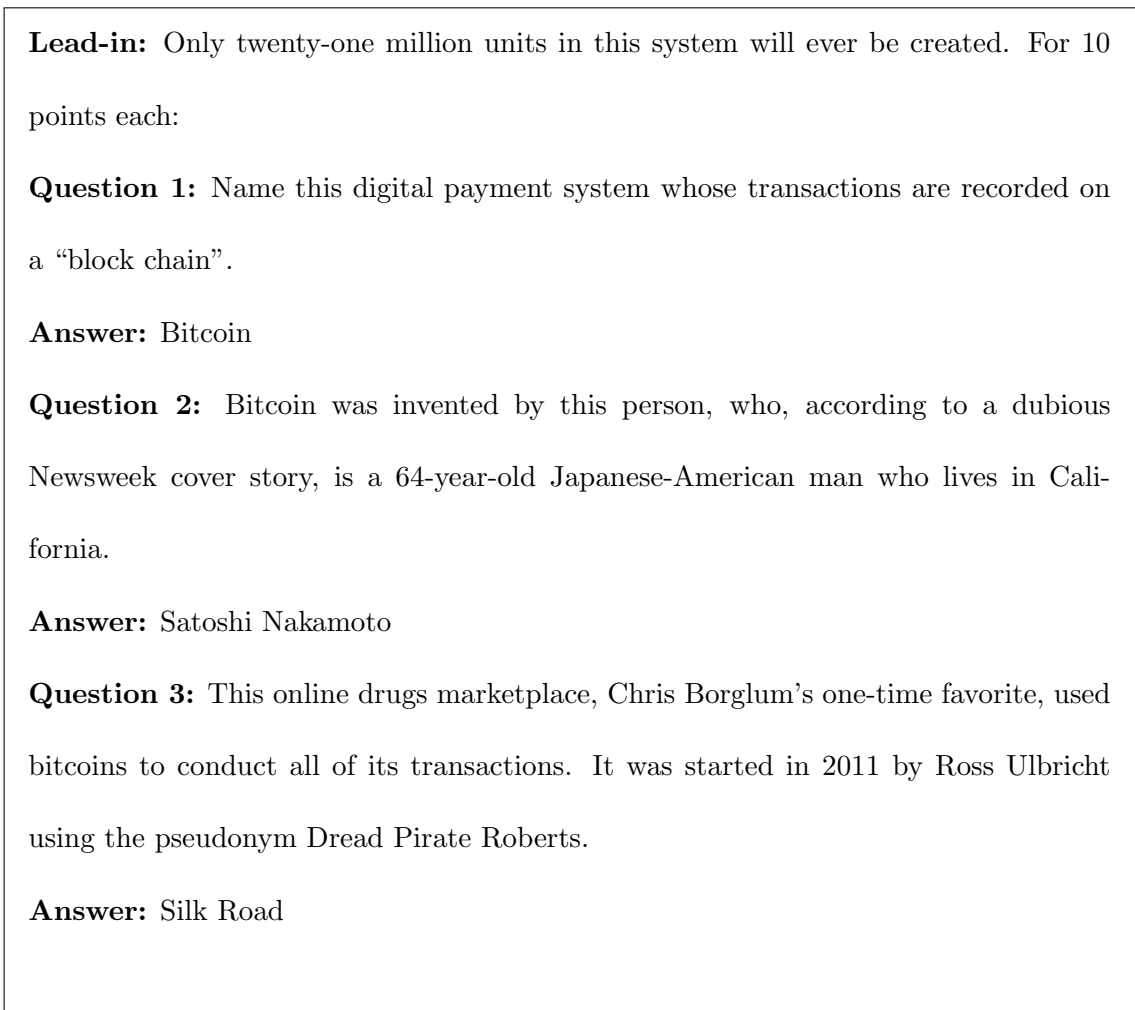 Lead-in: Only twenty-one million units in this system will ever be created. For 10
points each:
Question 1: Name this digital payment system whose transactions are recorded on
a “block chain”.
Answer: Bitcoin
Question 2: Bitcoin was invented by this person, who, according to a dubious
Newsweek cover story, is a 64-year-old Japanese-American man who lives in Cali-
fornia.
Answer: Satoshi Nakamoto
Question 3: This online drugs marketplace, Chris Borglum’s one-time favorite, used
bitcoins to conduct all of its transactions. It was started in 2011 by Ross Ulbricht
using the pseudonym Dread Pirate Roberts.
Answer: Silk Road